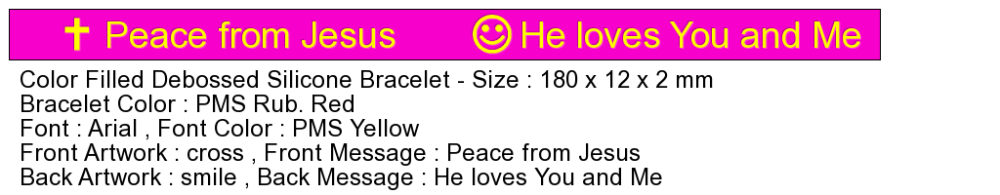 Peace from Jesus He loves You and Me
Color Filled Debossed Silicone Bracelet - Size : 180 x 12 x 2 mm
Bracelet Color : PMS Rub. Red
Font : Arial , Font Color : PMS Yellow
Front Artwork : cross , Front Message : Peace from Jesus
Back Artwork : smile , Back Message : He loves You and Me